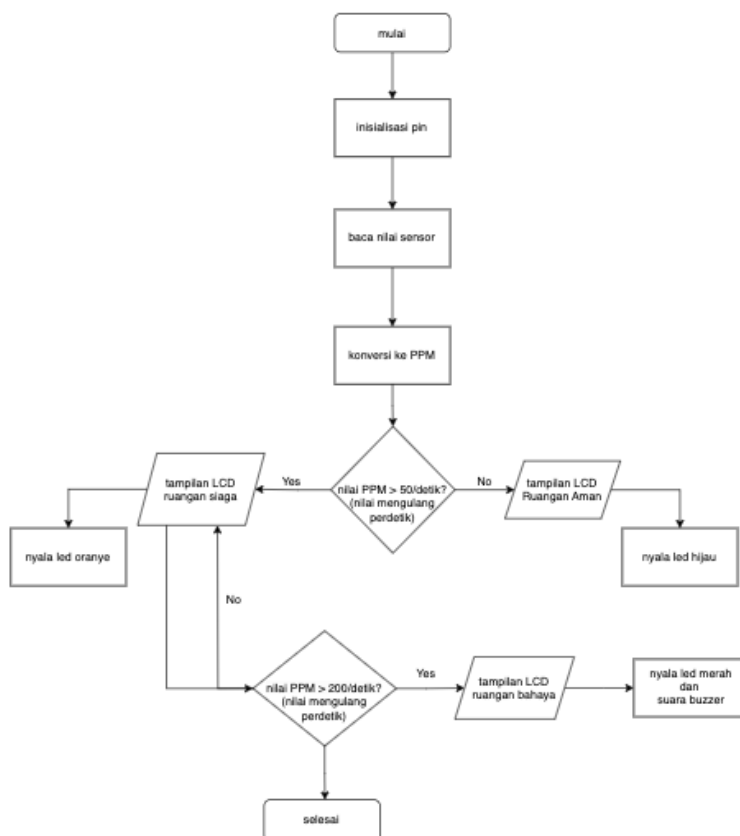 mulai
inisialisasi pin
baca nilai sensor
konversi ke PPM
tampilan LCD
ruangan siaga
Yes
nilai PPM > 50/detik?
(nilai mengulang
perdetik)
No
tampilan LCD
Ruangan Aman
nyala led oranye
nyala led hijau
No
nilai PPM > 200/detik?
(nilai mengulang
perdetik)
Yes
tampilan LCD
ruangan bahaya
nyala led merah
dan
suara buzzer
selesai